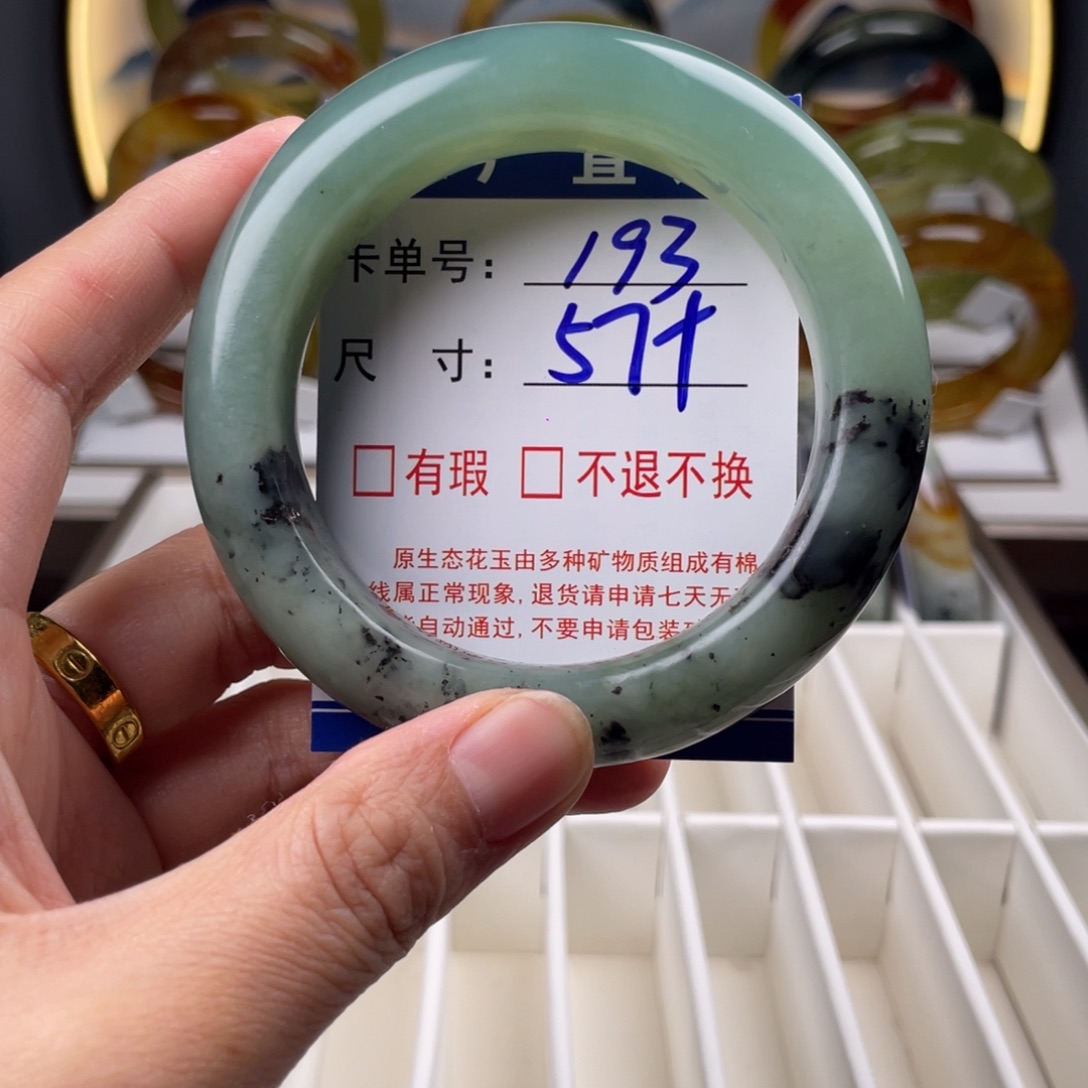 厂 直
卡单号: 193
尺 寸: 57+
□有瑕 □不退不换
原生态花玉由多种矿物质组成有棉
线属正常现象, 退货请申请七天无
自动通过, 不要申请包装